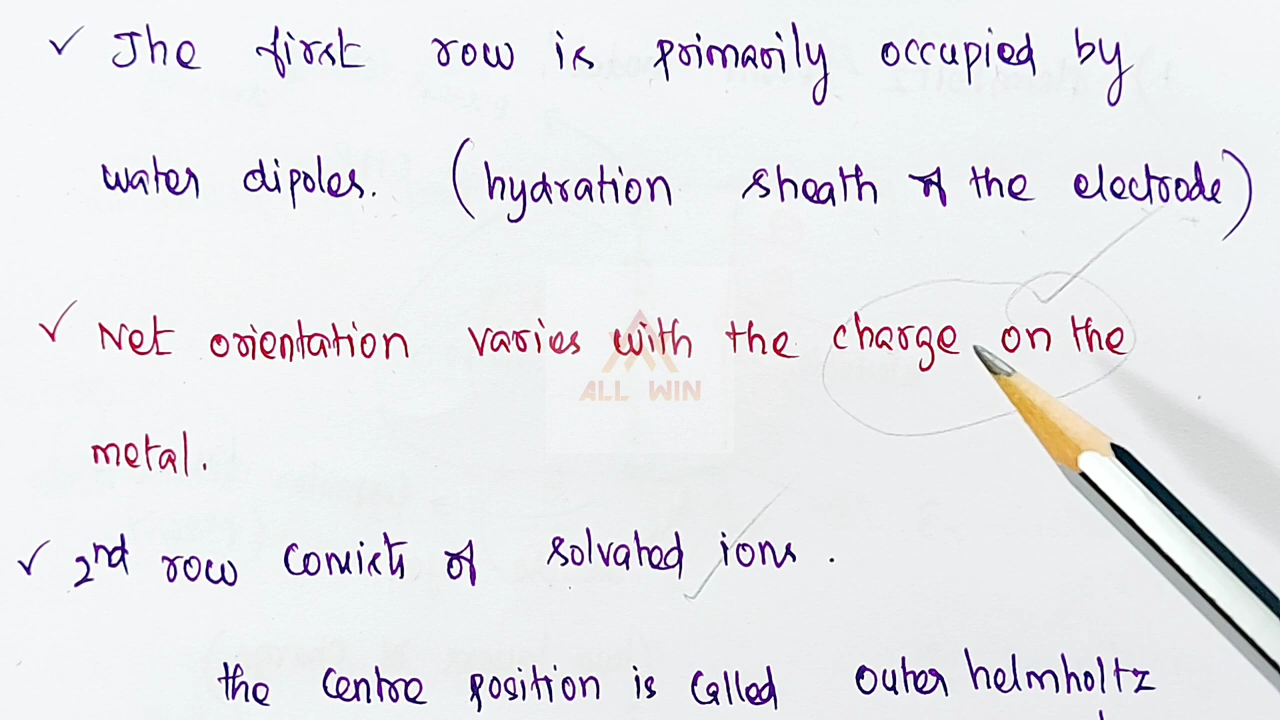 ✓ The first row is primarily occupied by
water dipoles. (hydration sheath of the electrode)
✓ Net orientation varies with the charge on the
metal.
ALL WIN
✓ 2nd row consists of solvated ions.
the centre position is called outer helmholtz